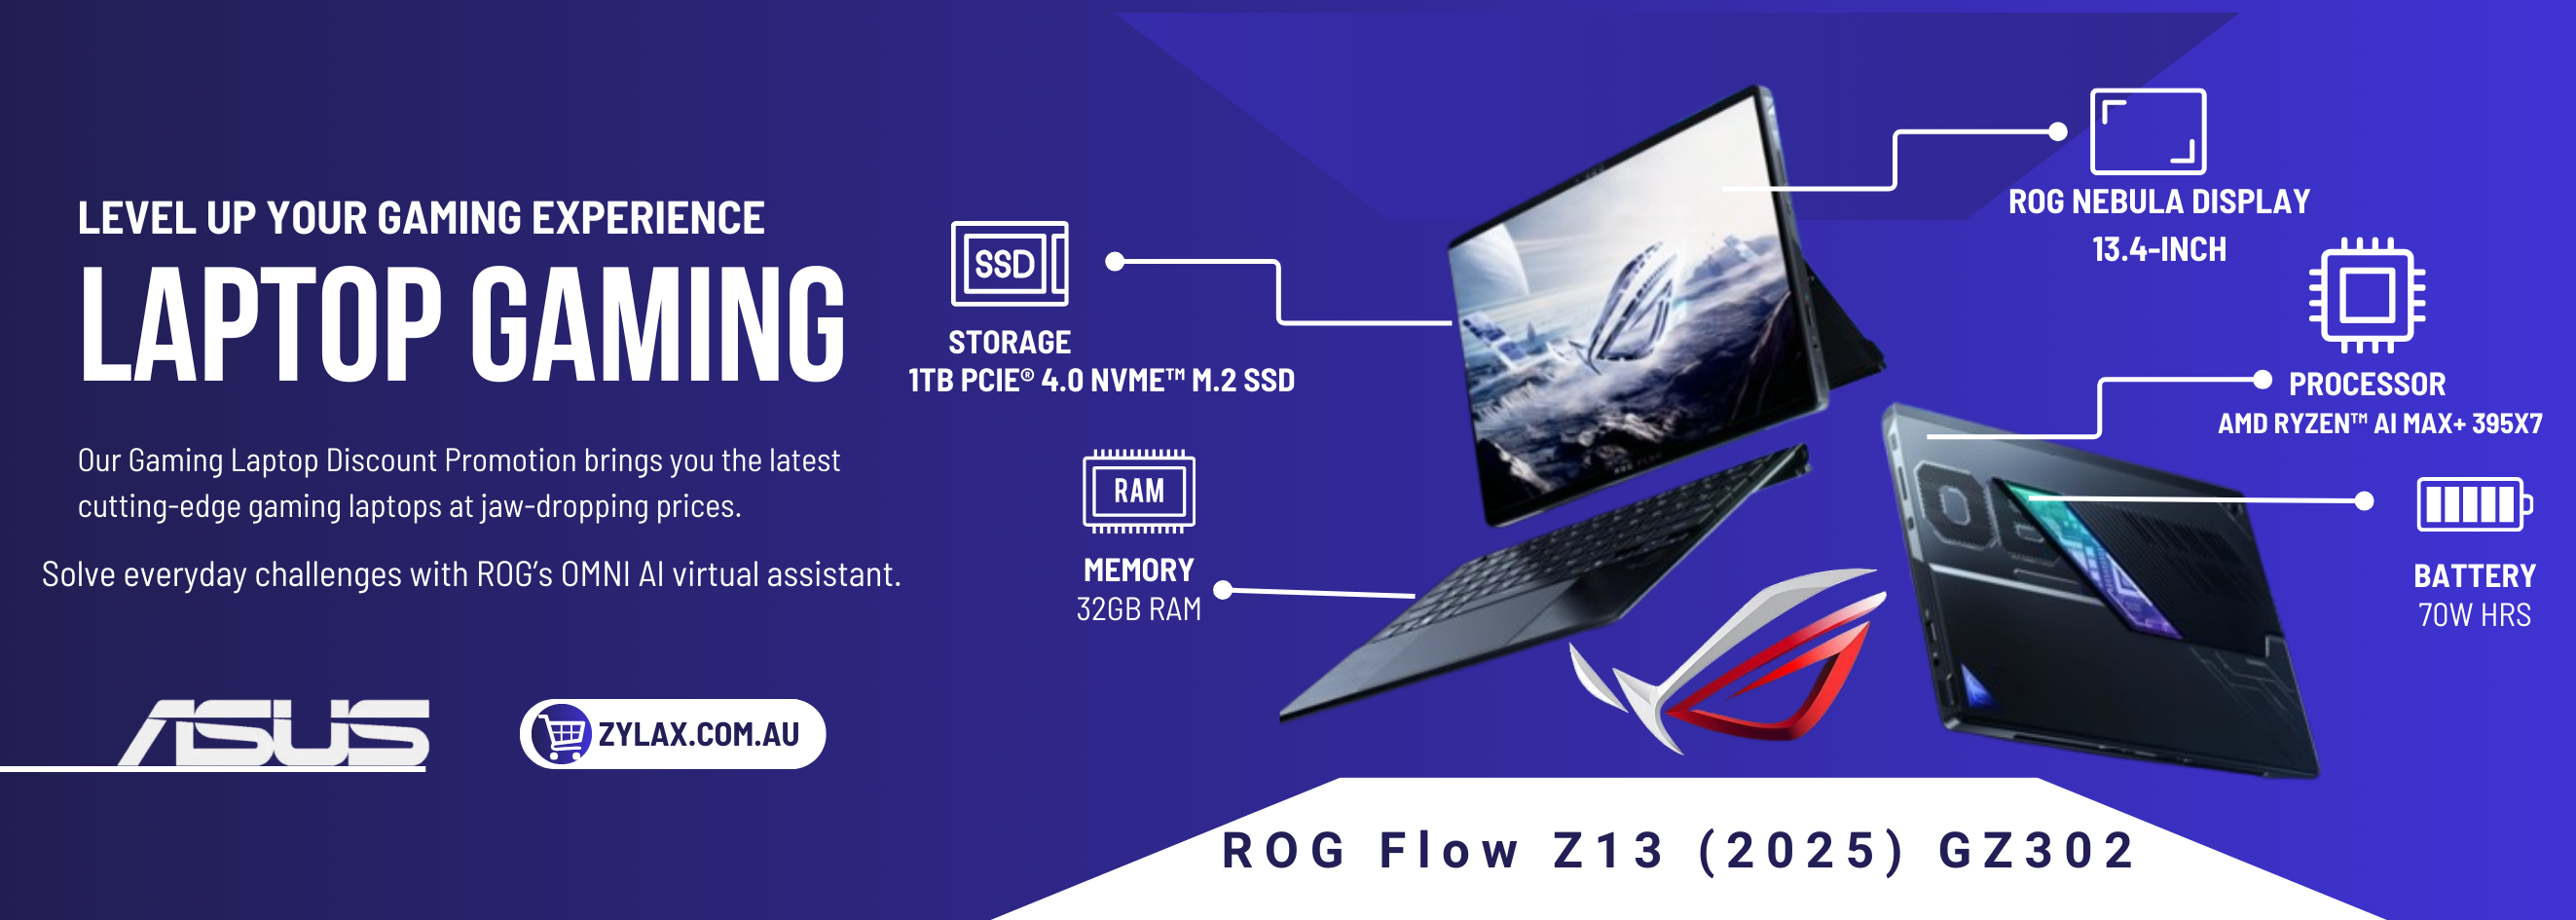 LEVEL UP YOUR GAMING EXPERIENCE
LAPTOP GAMING
Our Gaming Laptop Discount Promotion brings you the latest
cutting-edge gaming laptops at jaw-dropping prices.
Solve everyday challenges with ROG’s OMNI AI virtual assistant.
ASUS
ZYLAX.COM.AU
SSD
STORAGE
1TB PCIE® 4.0 NVME™ M.2 SSD
RAM
MEMORY
32GB RAM
ROG NEBULA DISPLAY
13.4-INCH
PROCESSOR
AMD RYZEN™ AI MAX+ 395X7
BATTERY
70W HRS
ROG Flow Z13 (2025) GZ302